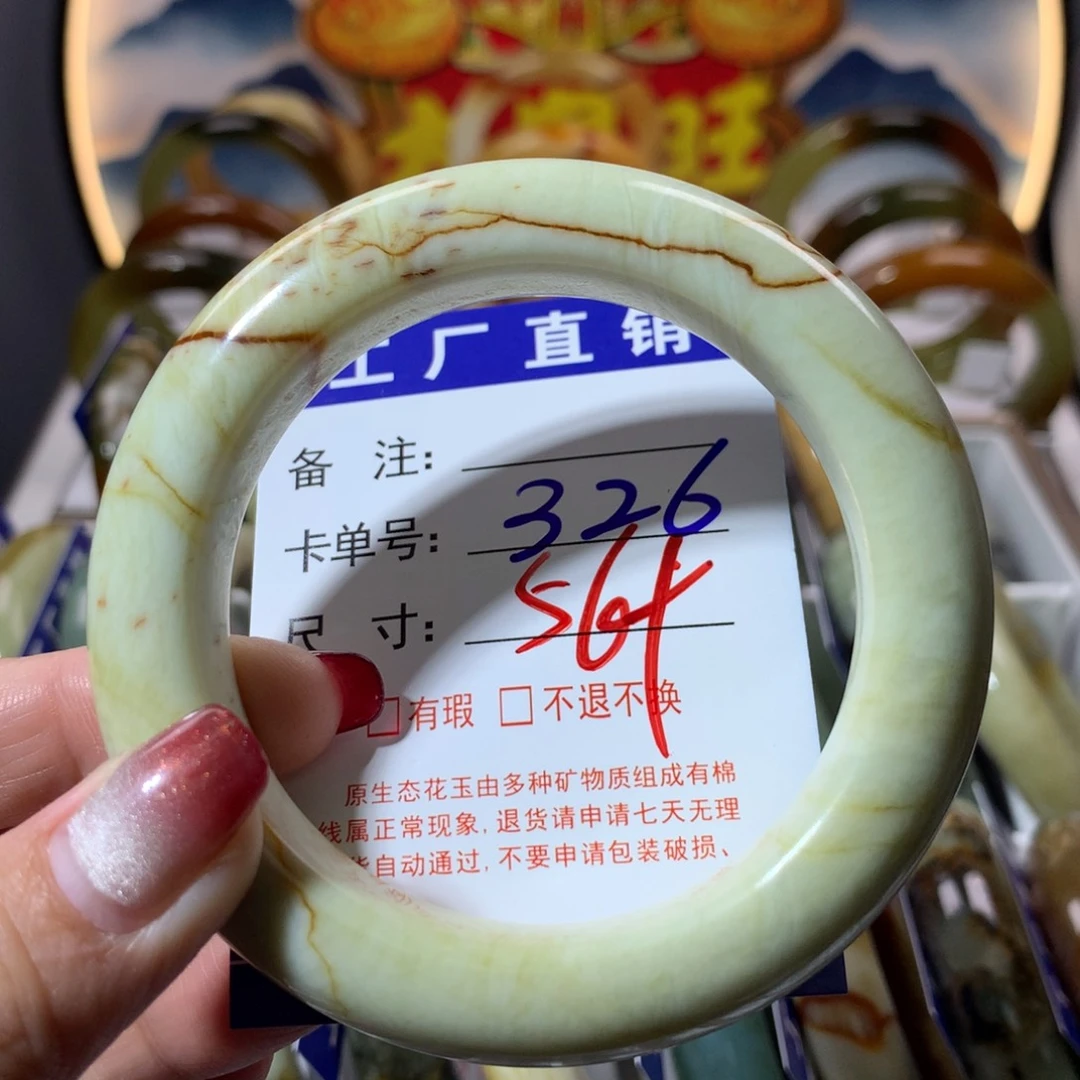 旺
工厂直销
备 注:
卡单号: 326
尺 寸: 564
有瑕 不退不换
原生态花玉由多种矿物质组成有棉
线属正常现象, 退货请申请七天无理
自动通过, 不要申请包装破损、